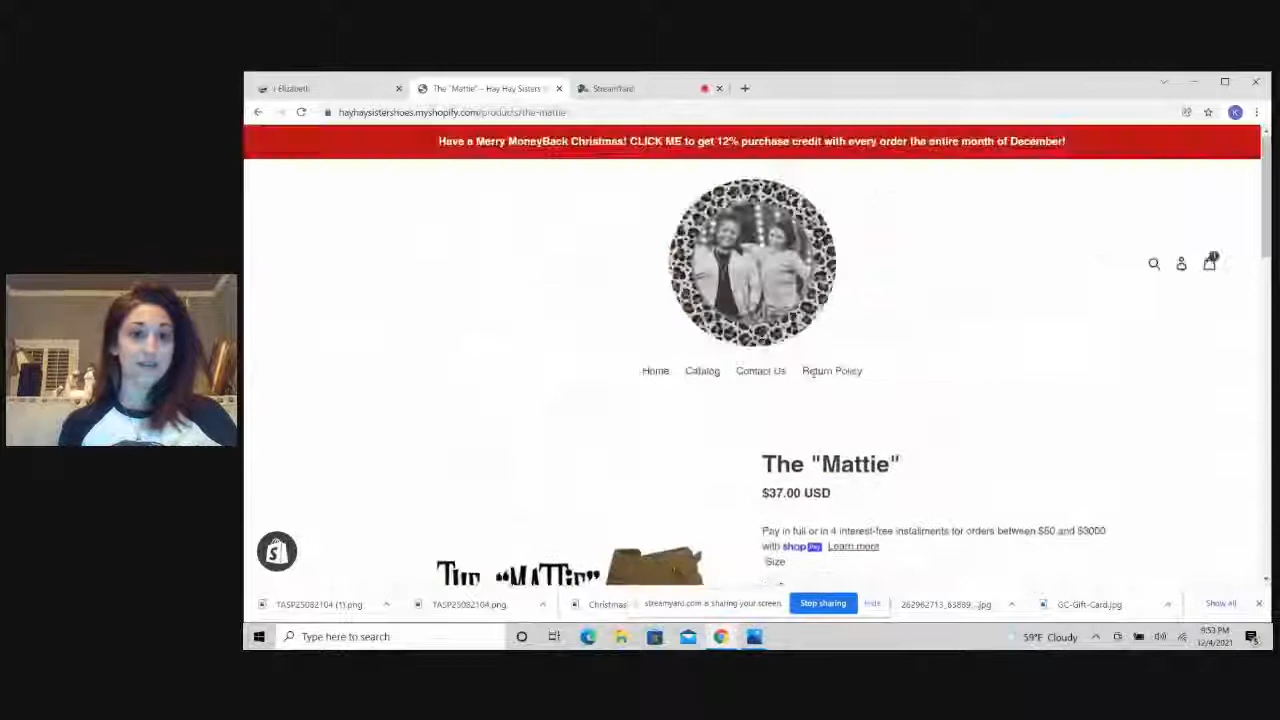 The "Mattie" – Hay Hay Sisters
StreamYard
hayhaysistershoes.myshopify.com/products/the-mattie
K
Have a Merry MoneyBack Christmas! CLICK ME to get 12% purchase credit with every order the entire month of December!
1
Home Catalog Contact Us Return Policy
The "Mattie"
$37.00 USD
Pay in full or in 4 interest-free installments for orders between $50 and $3000
with shop Pay Learn more
Size
THE "MATTIE"
TASP25082104 (1).png
TASP25082104.png
Christmas
streamyard.com is sharing your screen.
Stop sharing
Hide
GC-Gift-Card.jpg
Show all
Type here to search
59°F Cloudy
9:53 PM
12/4/2021